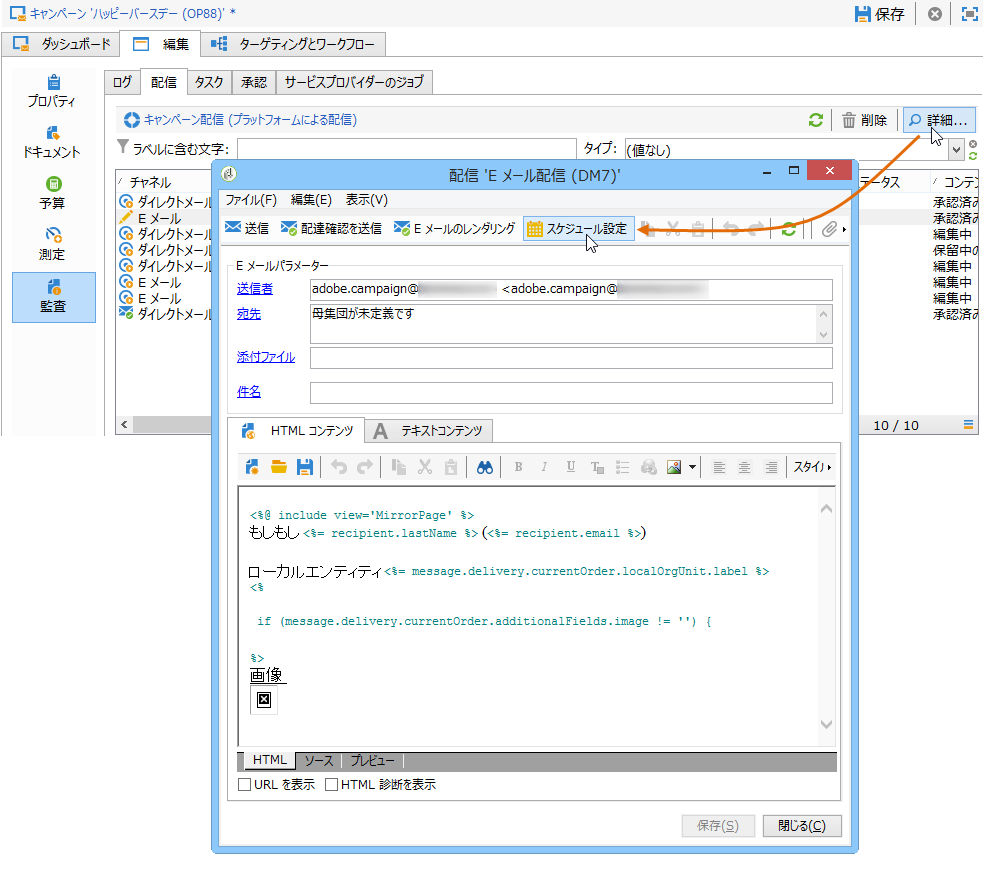 キャンペーン 'ハッピーバースデー (OP88)' *
保存
ダッシュボード 編集 ターゲティングとワークフロー
プロパティ
ドキュメント
予算
測定
監査
ログ 配信 タスク 承認 サービスプロバイダーのジョブ
キャンペーン配信 (プラットフォームによる配信)
削除 詳細...
ラベルに含む文字: タイプ: (値なし)
チャネル テータス コンテン
ダイレクトメール 承認済み
E メール 承認済み
ダイレクトメール 編集中
ダイレクトメール 保留中の
ダイレクトメール 編集中
E メール 編集中
E メール 編集中
ダイレクトメール 承認済み
10 / 10
配信 'E メール配信 (DM7)'
ファイル(F) 編集(E) 表示(V)
送信 配達確認を送信 E メールのレンダリング スケジュール設定
E メールパラメーター
送信者 adobe.campaign@ <adobe.campaign@
宛先 母集団が未定義です
添付ファイル
件名
HTML コンテンツ テキストコンテンツ
B I U スタイル
<%@ include view='MirrorPage' %>
もしもし <%= recipient.lastName %> (<%= recipient.email %>)
ローカルエンティティ <%= message.delivery.currentOrder.localOrgUnit.label %>
<%
if (message.delivery.currentOrder.additionalFields.image != '') {
%>
画像
HTML ソース プレビュー
URL を表示 HTML 診断を表示
保存(S) 閉じる(C)